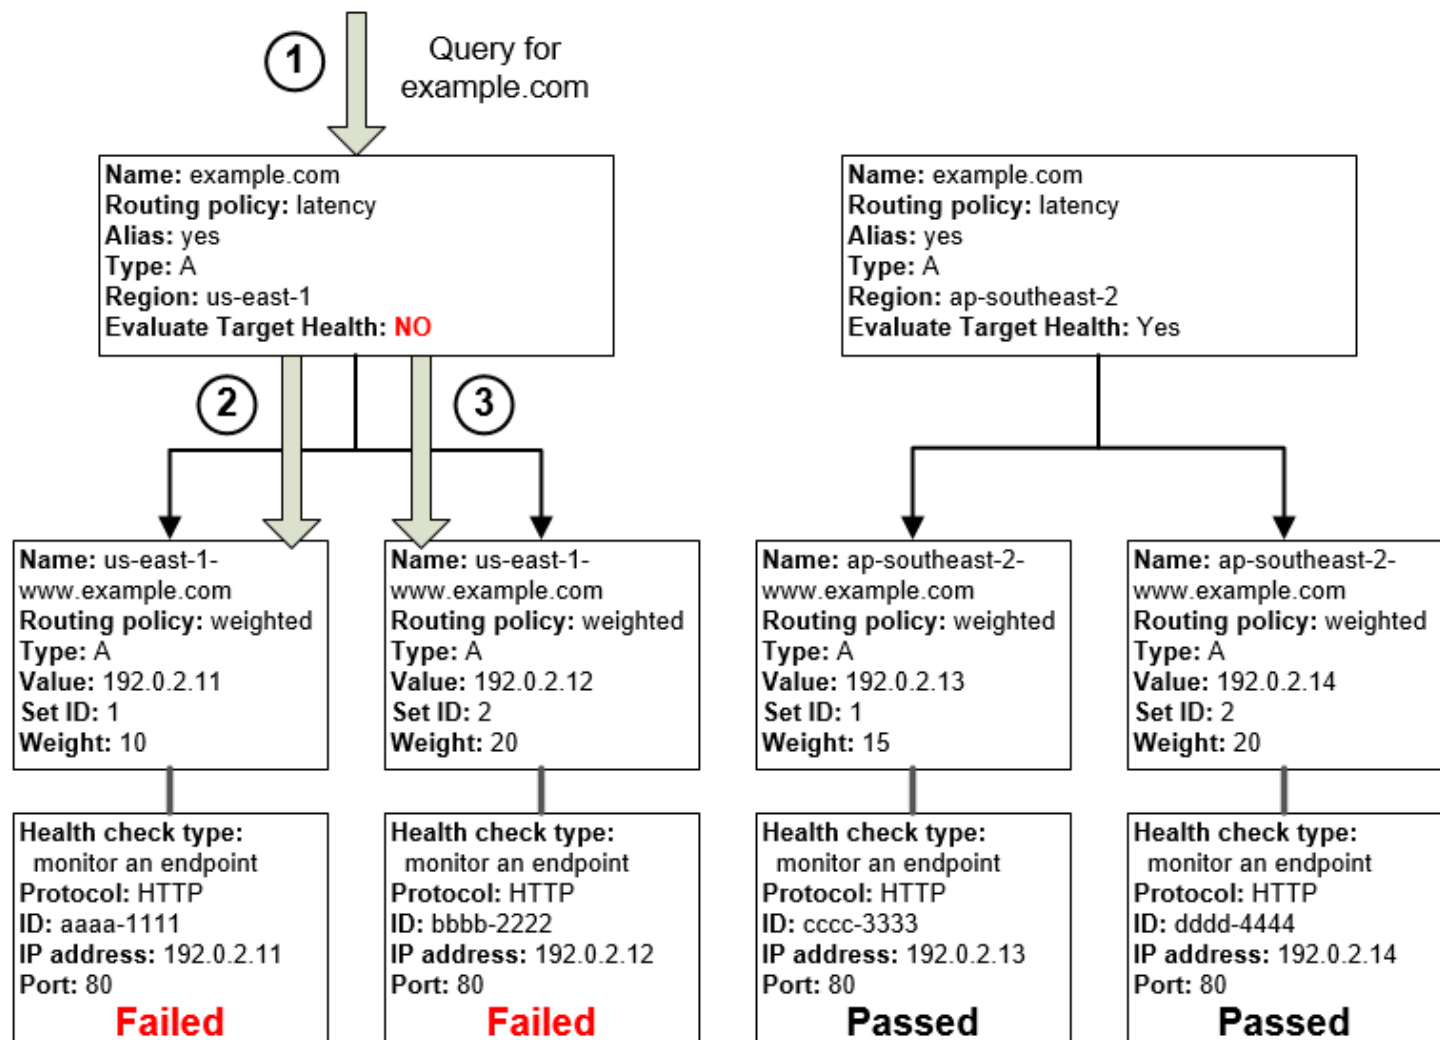 1
Query for
example.com
Name: example.com
Routing policy: latency
Alias: yes
Type: A
Region: us-east-1
Evaluate Target Health: NO
Name: example.com
Routing policy: latency
Alias: yes
Type: A
Region: ap-southeast-2
Evaluate Target Health: Yes
2
3
Name: us-east-1-
www.example.com
Routing policy: weighted
Type: A
Value: 192.0.2.11
Set ID: 1
Weight: 10
Name: us-east-1-
www.example.com
Routing policy: weighted
Type: A
Value: 192.0.2.12
Set ID: 2
Weight: 20
Name: ap-southeast-2-
www.example.com
Routing policy: weighted
Type: A
Value: 192.0.2.13
Set ID: 1
Weight: 15
Name: ap-southeast-2-
www.example.com
Routing policy: weighted
Type: A
Value: 192.0.2.14
Set ID: 2
Weight: 20
Health check type:
monitor an endpoint
Protocol: HTTP
ID: aaaa-1111
IP address: 192.0.2.11
Port: 80
Failed
Health check type:
monitor an endpoint
Protocol: HTTP
ID: bbbb-2222
IP address: 192.0.2.12
Port: 80
Failed
Health check type:
monitor an endpoint
Protocol: HTTP
ID: cccc-3333
IP address: 192.0.2.13
Port: 80
Passed
Health check type:
monitor an endpoint
Protocol: HTTP
ID: dddd-4444
IP address: 192.0.2.14
Port: 80
Passed